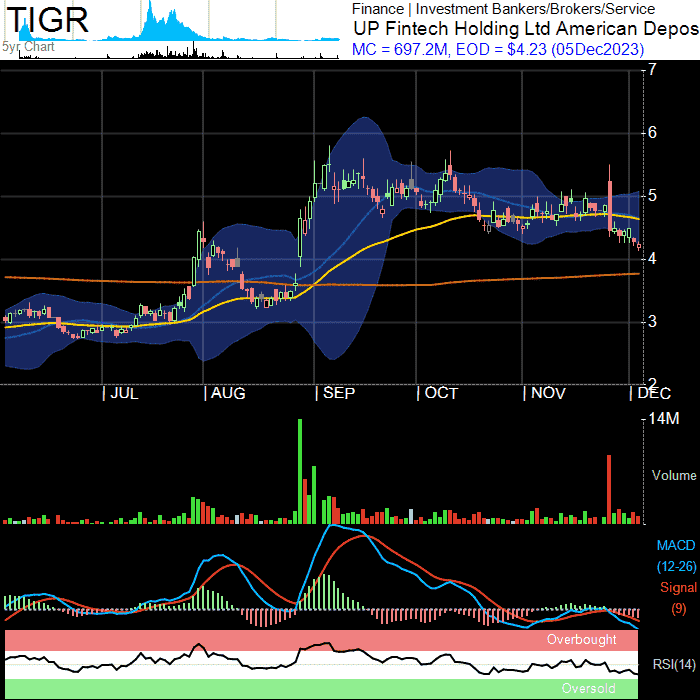 TIGR
5yr Chart
Finance | Investment Bankers/Brokers/Service
UP Fintech Holding Ltd American Depos
MC = 697.2M, EOD = $4.23 (05Dec2023)
7
6
5
4
3
2
| JUL | AUG | SEP | OCT | NOV | DEC
14M
Volume
MACD
(12-26)
Signal
(9)
Overbought
RSI(14)
Oversold